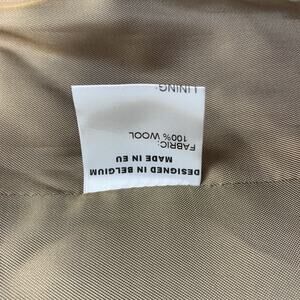 DESIGNED IN BELGIUM
MADE IN EU
FABRIC:
100% WOOL
LINING: